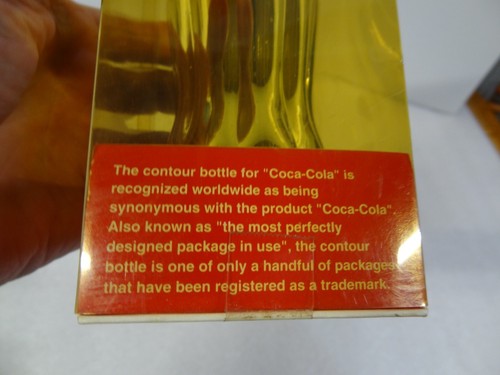 The contour bottle for "Coca-Cola" is
recognized worldwide as being
synonymous with the product "Coca-Cola".
Also known as "the most perfectly
designed package in use", the contour
bottle is one of only a handful of packages
that have been registered as a trademark.